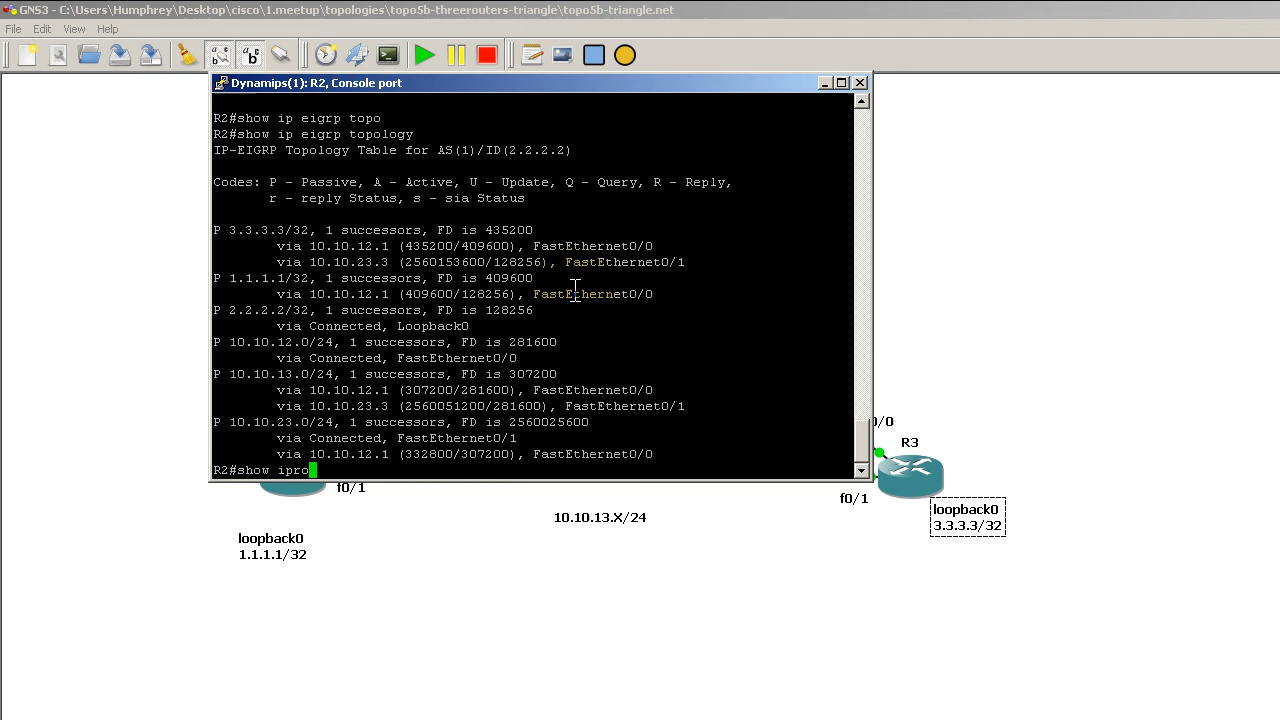 GNS3 - C:\Users\Humphrey\Desktop\cisco\1.meetup\topologies\topo5b-threerouters-triangle\topo5b-triangle.net
File Edit View Help
Dynamips(1): R2, Console port
R2#show ip eigrp topo
R2#show ip eigrp topology
IP-EIGRP Topology Table for AS(1)/ID(2.2.2.2)
Codes: P - Passive, A - Active, U - Update, Q - Query, R - Reply,
r - reply Status, s - sia Status
P 3.3.3.3/32, 1 successors, FD is 435200
via 10.10.12.1 (435200/409600), FastEthernet0/0
via 10.10.23.3 (2560153600/128256), FastEthernet0/1
P 1.1.1.1/32, 1 successors, FD is 409600
via 10.10.12.1 (409600/128256), FastEthernet0/0
P 2.2.2.2/32, 1 successors, FD is 128256
via Connected, Loopback0
P 10.10.12.0/24, 1 successors, FD is 281600
via Connected, FastEthernet0/0
P 10.10.13.0/24, 1 successors, FD is 307200
via 10.10.12.1 (307200/281600), FastEthernet0/0
via 10.10.23.3 (2560051200/281600), FastEthernet0/1
P 10.10.23.0/24, 1 successors, FD is 2560025600
via Connected, FastEthernet0/1
via 10.10.12.1 (332800/307200), FastEthernet0/0
R2#show ipro
0/0
R3
f0/1
f0/1
10.10.13.X/24
loopback0
3.3.3.3/32
loopback0
1.1.1.1/32